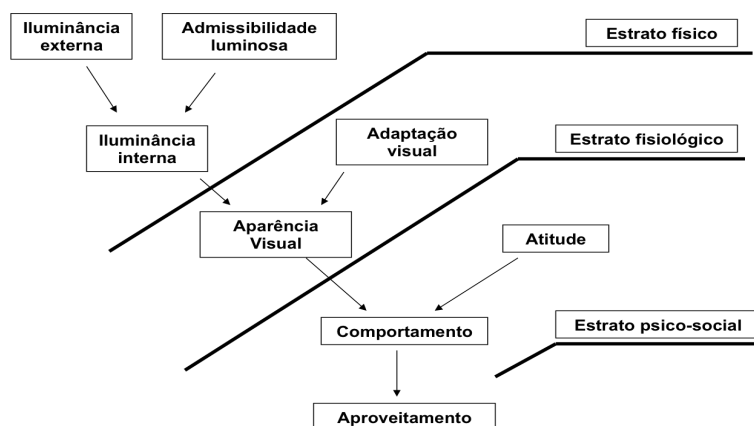 Iluminância
externa
Admissibilidade
luminosa
Estrato físico
Iluminância
interna
Adaptação
visual
Estrato fisiológico
Aparência
Visual
Atitude
Comportamento
Estrato psico-social
Aproveitamento